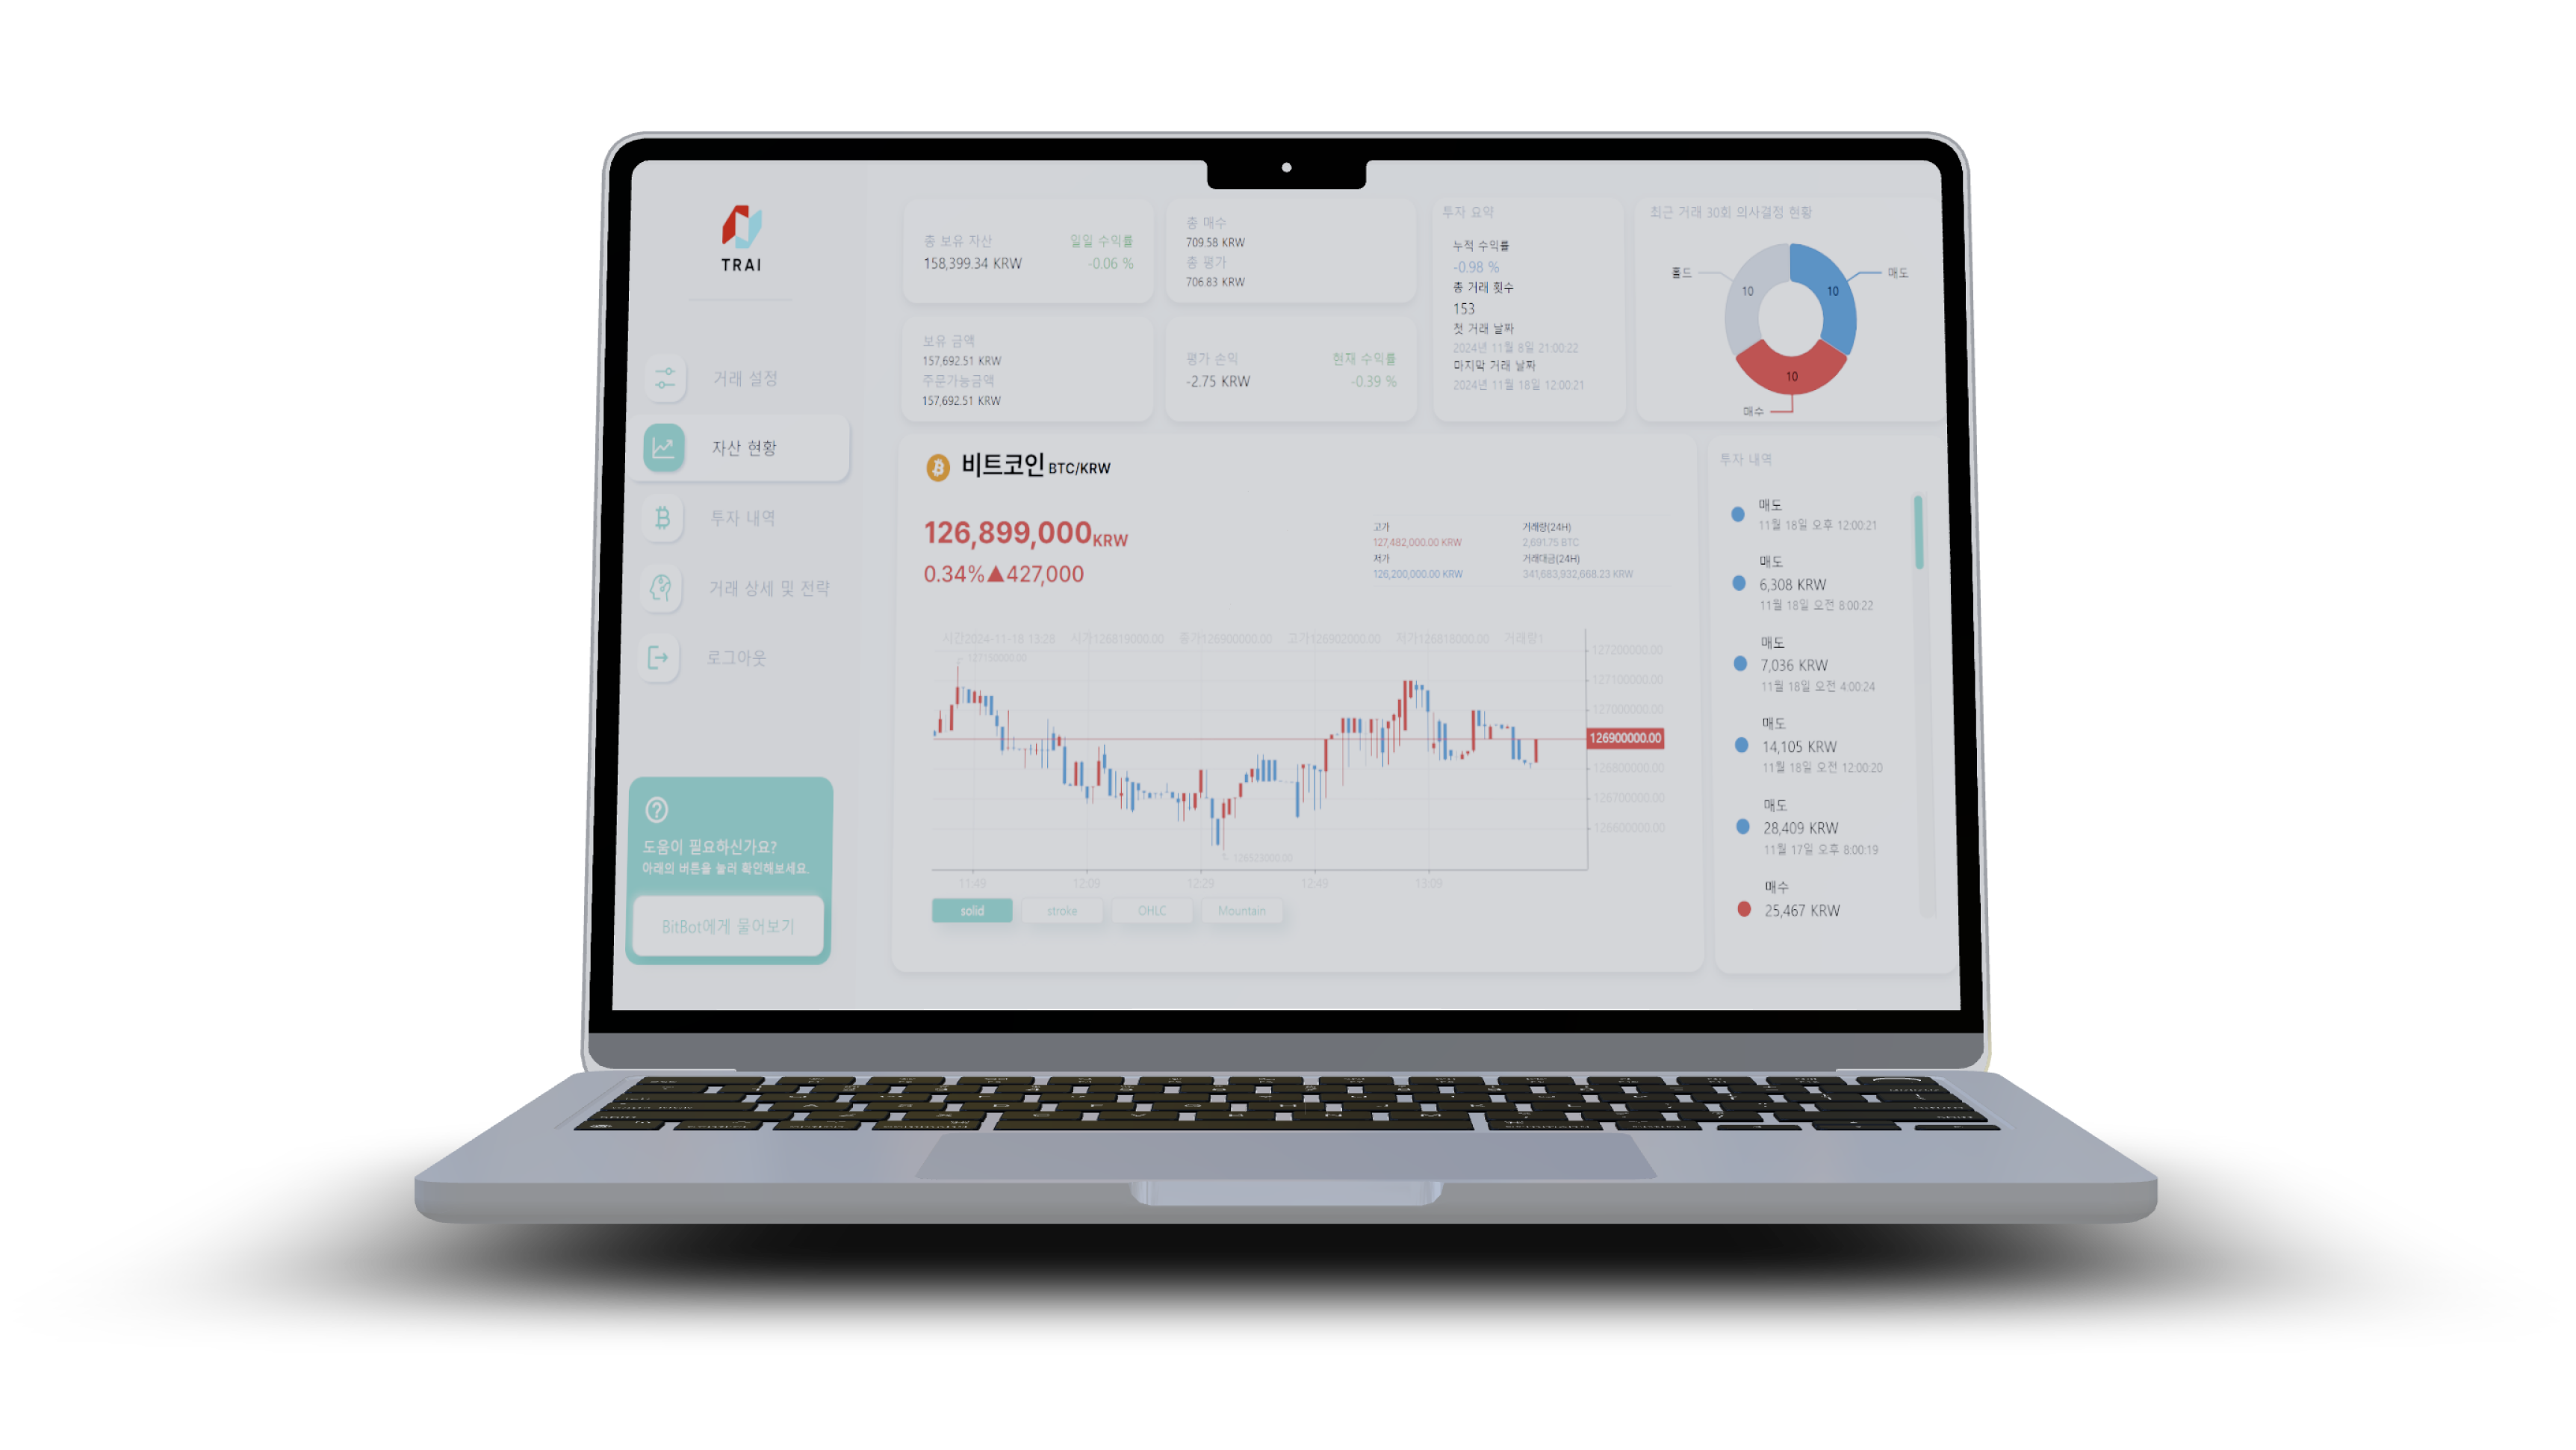 TRAI
거래 설정
자산 현황
투자 내역
거래 상세 및 전략
로그아웃
도움이 필요하신가요?
아래의 버튼을 눌러 확인해보세요.
BitBot에게 물어보기
총 보유 자산
일일 수익률
158,399.34 KRW
-0.06 %
총 매수
709.58 KRW
총 평가
706.83 KRW
보유 금액
157,692.51 KRW
주문가능금액
157,692.51 KRW
평가 손익
현재 수익률
-2.75 KRW
-0.39 %
투자 요약
누적 수익률
-0.98 %
총 거래 횟수
153
첫 거래 날짜
2024년 11월 8일 21:00:22
마지막 거래 날짜
2024년 11월 18일 12:00:21
최근 거래 30회 의사결정 현황
홀드
매도
10
10
10
매수
비트코인 BTC/KRW
126,899,000KRW
0.34%▲427,000
고가
거래량(24H)
127,482,000.00 KRW
2,691.75 BTC
저가
거래대금(24H)
126,200,000.00 KRW
341,683,932,668.23 KRW
시간2024-11-18 13:28 시가126819000.00 종가126900000.00 고가126902000.00 저가126818000.00 거래량1
127160000.00
127200000.00
127100000.00
127000000.00
126900000.00
126800000.00
126700000.00
126600000.00
126523000.00
11:49 12:09 12:29 12:49 13:09
solid stroke OHLC Mountain
투자 내역
매도
11월 18일 오후 12:00:21
매도
6,308 KRW
11월 18일 오전 8:00:22
매도
7,036 KRW
11월 18일 오전 4:00:24
매도
14,105 KRW
11월 18일 오전 12:00:20
매도
28,409 KRW
11월 17일 오후 8:00:19
매수
25,467 KRW